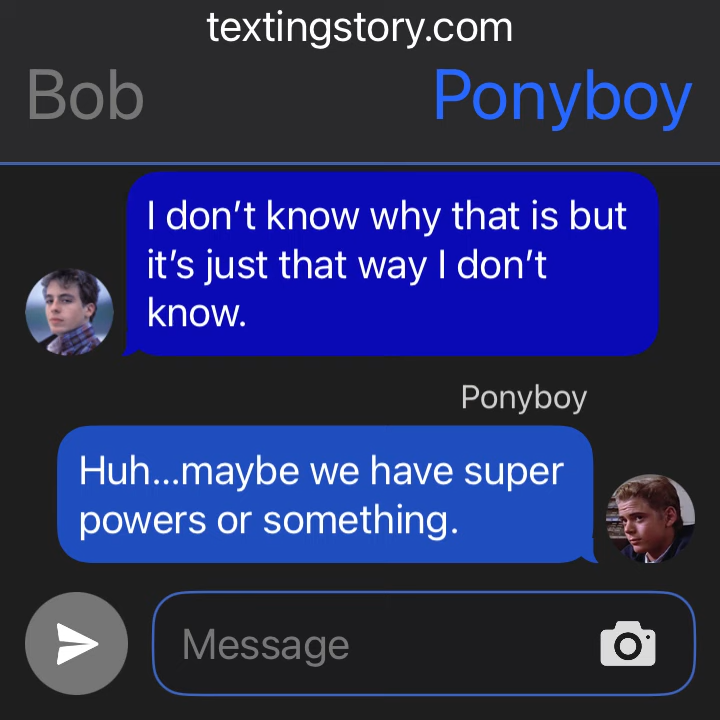 textingstory.com
Bob
Ponyboy
I don’t know why that is but
it’s just that way I don’t
know.
Ponyboy
Huh...maybe we have super
powers or something.
Message